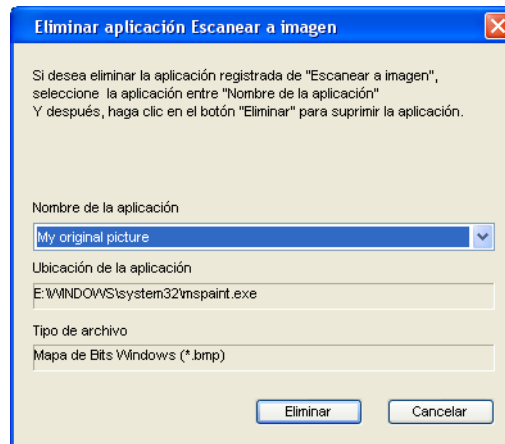 Eliminar aplicación Escanear a imagen
Si desea eliminar la aplicación registrada de "Escanear a imagen",
seleccione la aplicación entre "Nombre de la aplicación"
Y después, haga clic en el botón "Eliminar" para suprimir la aplicación.
Nombre de la aplicación
My original picture
Ubicación de la aplicación
E:\WINDOWS\system32\mspaint.exe
Tipo de archivo
Mapa de Bits Windows (*.bmp)
Eliminar
Cancelar